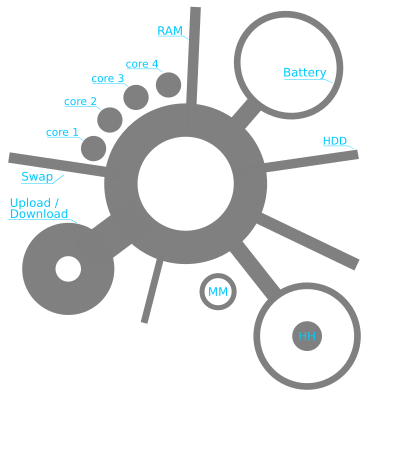 RAM
core 4
Battery
core 3
core 2
core 1
HDD
Swap
Upload /
Download
MM
HH